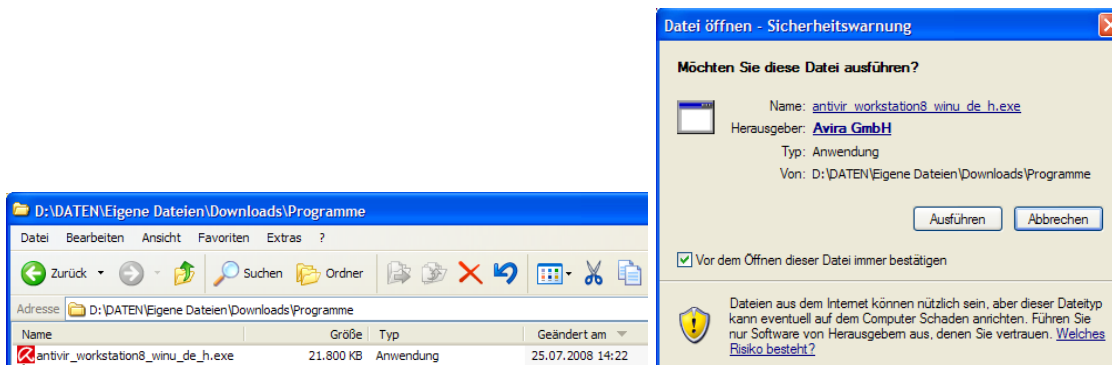 D:\DATEN\Eigene Dateien\Downloads\Programme
Datei Bearbeiten Ansicht Favoriten Extras ?
Zurück Suchen Ordner
Adresse D:\DATEN\Eigene Dateien\Downloads\Programme
Name Größe Typ Geändert am
antivir_workstation8_winu_de_h.exe 21.800 KB Anwendung 25.07.2008 14:22
Datei öffnen - Sicherheitswarnung
Möchten Sie diese Datei ausführen?
Name: antivir_workstation8_winu_de_h.exe
Herausgeber: Avira GmbH
Typ: Anwendung
Von: D:\DATEN\Eigene Dateien\Downloads\Programme
Ausführen Abbrechen
Vor dem Öffnen dieser Datei immer bestätigen
Dateien aus dem Internet können nützlich sein, aber dieser Dateityp
kann eventuell auf dem Computer Schaden anrichten. Führen Sie
nur Software von Herausgebern aus, denen Sie vertrauen. Welches
Risiko besteht?